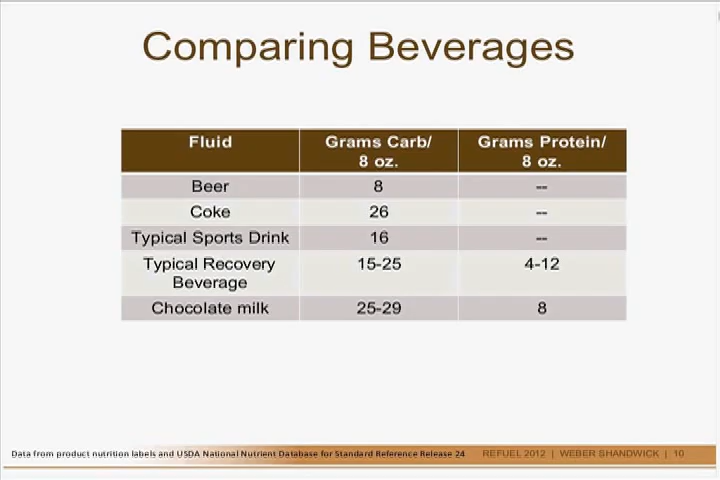 Comparing Beverages
Fluid
Grams Carb/
8 oz.
Grams Protein/
8 oz.
Beer 8 --
Coke 26 --
Typical Sports Drink 16 --
Typical Recovery
Beverage
15-25 4-12
Chocolate milk 25-29 8
Data from product nutrition labels and USDA National Nutrient Database for Standard Reference Release 24
REFUEL 2012 | WEBER SHANDWICK | 10